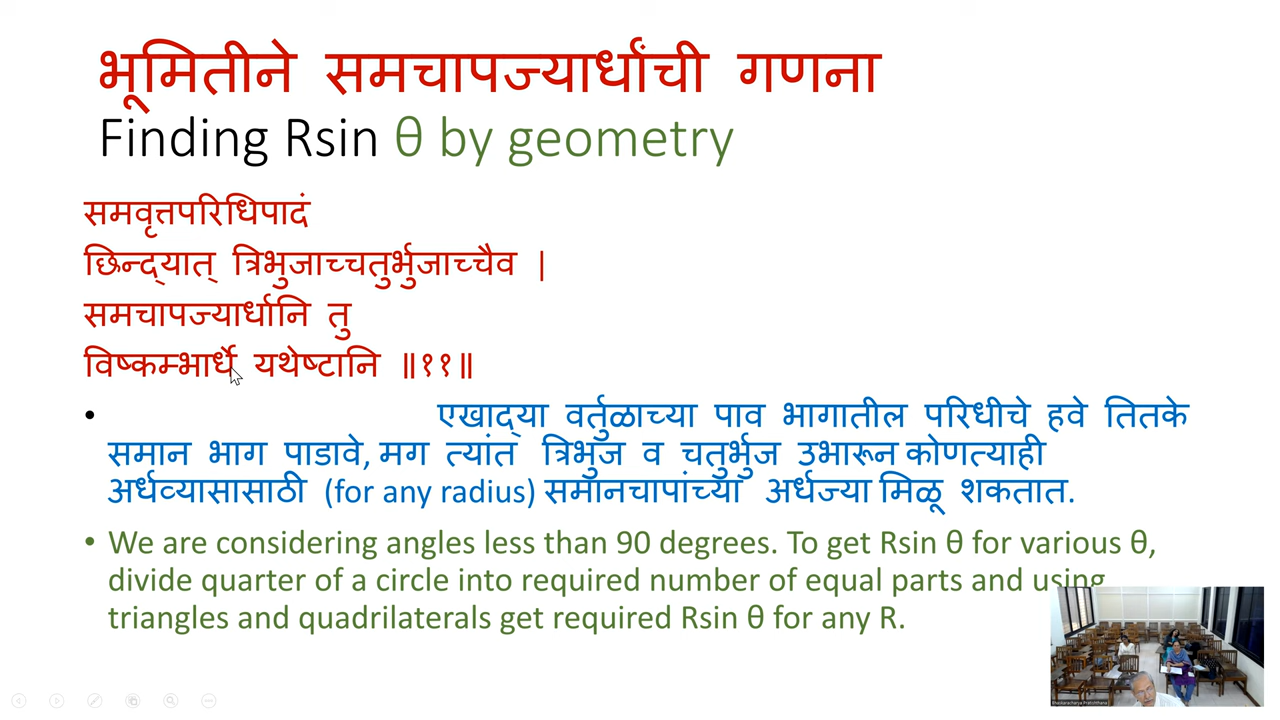 भूमितीने समचापज्यार्धांची गणना
Finding Rsin θ by geometry
समवृत्तपरिधिपादं
छिन्द्यात् त्रिभुजाच्चतुर्भुजाच्चैव |
समचापज्यार्धानि तु
विष्कम्भार्धे यथेष्टानि ॥११॥
• एखाद्या वर्तुळाच्या पाव भागातील परिधीचे हवे तितके
समान भाग पाडावे, मग त्यांत त्रिभुज व चतुर्भुज उभारून कोणत्याही
अर्धव्यासासाठी (for any radius) समानचापांच्या अर्धज्या मिळू शकतात.
• We are considering angles less than 90 degrees. To get Rsin θ for various θ,
divide quarter of a circle into required number of equal parts and using
triangles and quadrilaterals get required Rsin θ for any R.
Bhaskaracharya Pratishthana